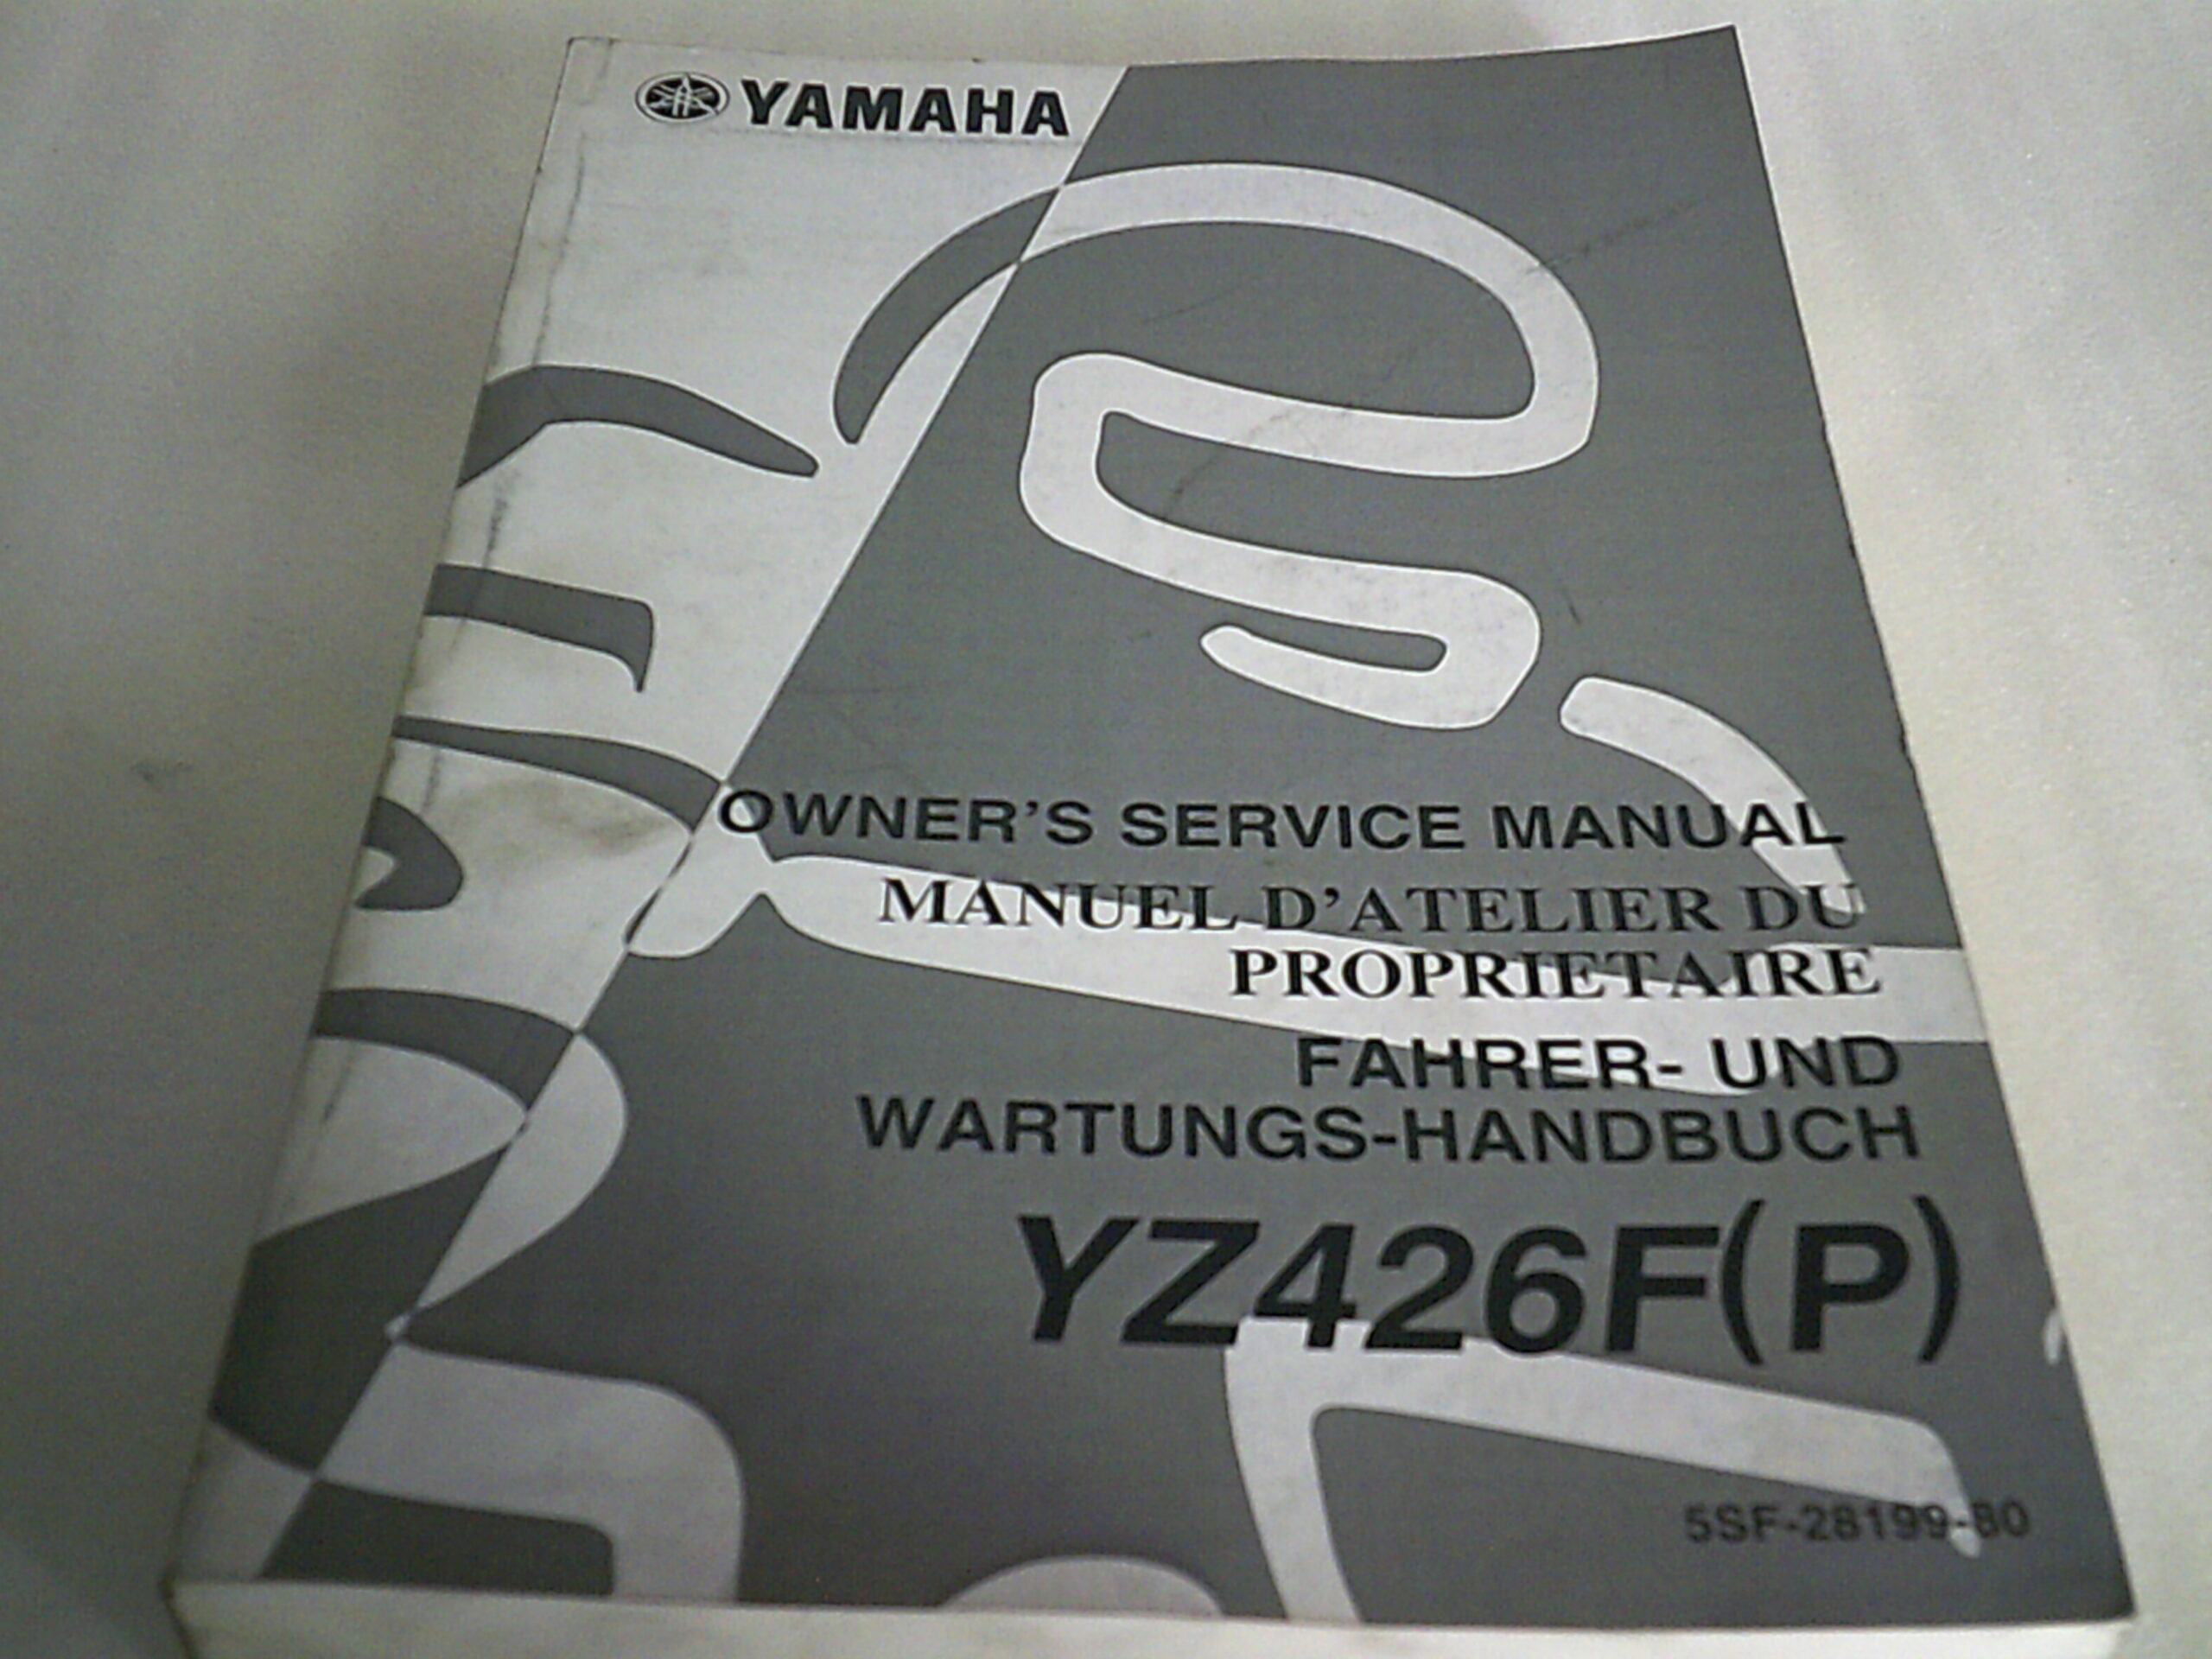 YAMAHA
OWNER'S SERVICE MANUAL
MANUEL D'ATELIER DU
PROPRIETAIRE
FAHRER- UND
WARTUNGS-HANDBUCH
YZ426F(P)
5SF-28199-80